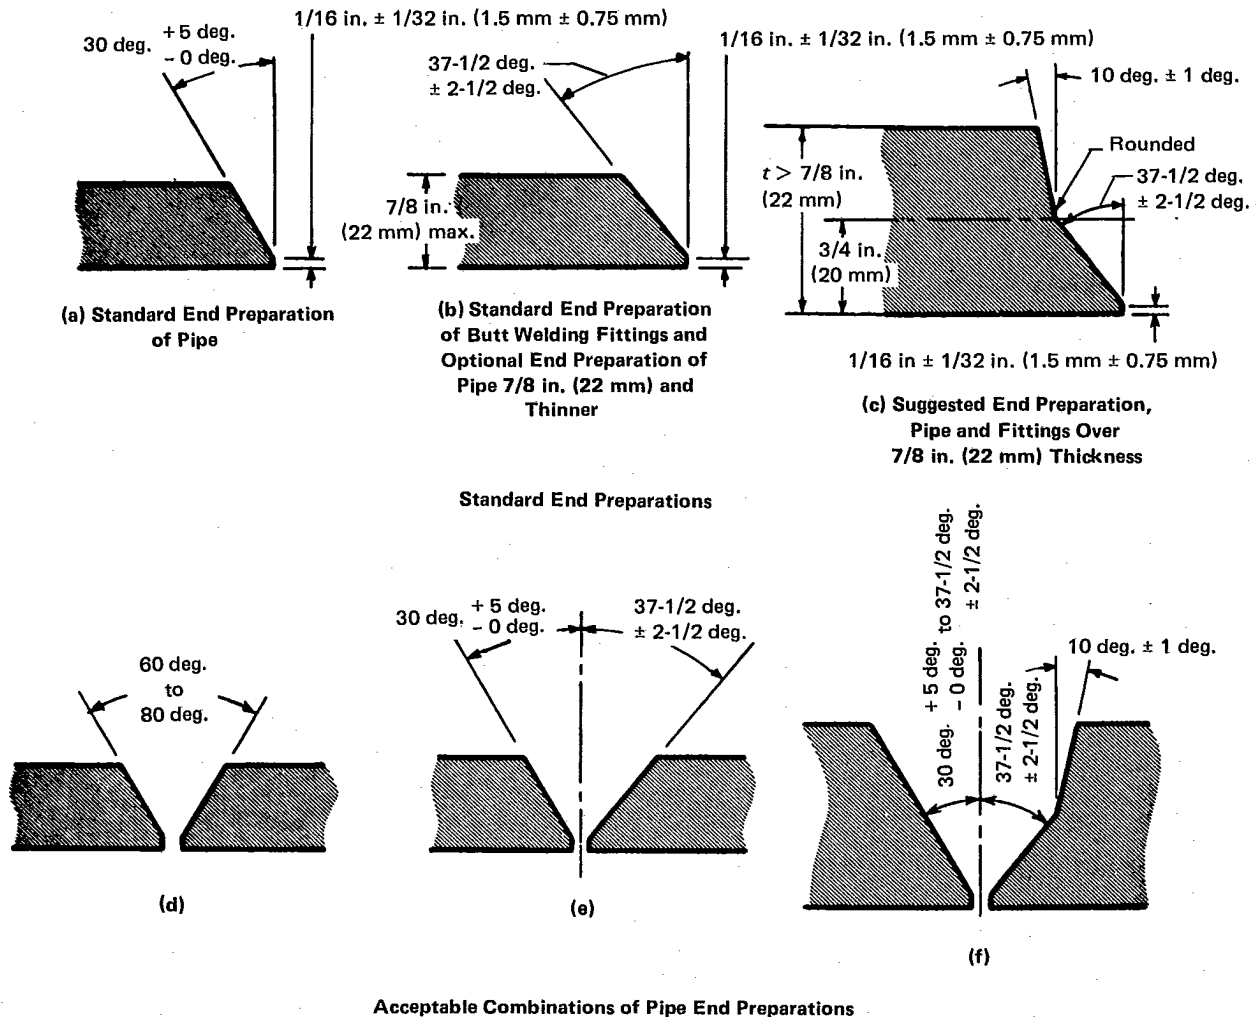 1/16 in. ± 1/32 in. (1.5 mm ± 0.75 mm)
30 deg. + 5 deg.
– 0 deg.
(a) Standard End Preparation
of Pipe
37-1/2 deg.
± 2-1/2 deg.
7/8 in.
(22 mm) max.
(b) Standard End Preparation
of Butt Welding Fittings and
Optional End Preparation of
Pipe 7/8 in. (22 mm) and
Thinner
1/16 in. ± 1/32 in. (1.5 mm ± 0.75 mm)
10 deg. ± 1 deg.
Rounded
37-1/2 deg.
± 2-1/2 deg.
t > 7/8 in.
(22 mm)
3/4 in.
(20 mm)
1/16 in ± 1/32 in. (1.5 mm ± 0.75 mm)
(c) Suggested End Preparation,
Pipe and Fittings Over
7/8 in. (22 mm) Thickness
Standard End Preparations
60 deg.
to
80 deg.
(d)
30 deg. + 5 deg.
– 0 deg.
37-1/2 deg.
± 2-1/2 deg.
(e)
30 deg. + 5 deg. to 37-1/2 deg.
– 0 deg. ± 2-1/2 deg.
37-1/2 deg.
± 2-1/2 deg.
10 deg. ± 1 deg.
(f)
Acceptable Combinations of Pipe End Preparations